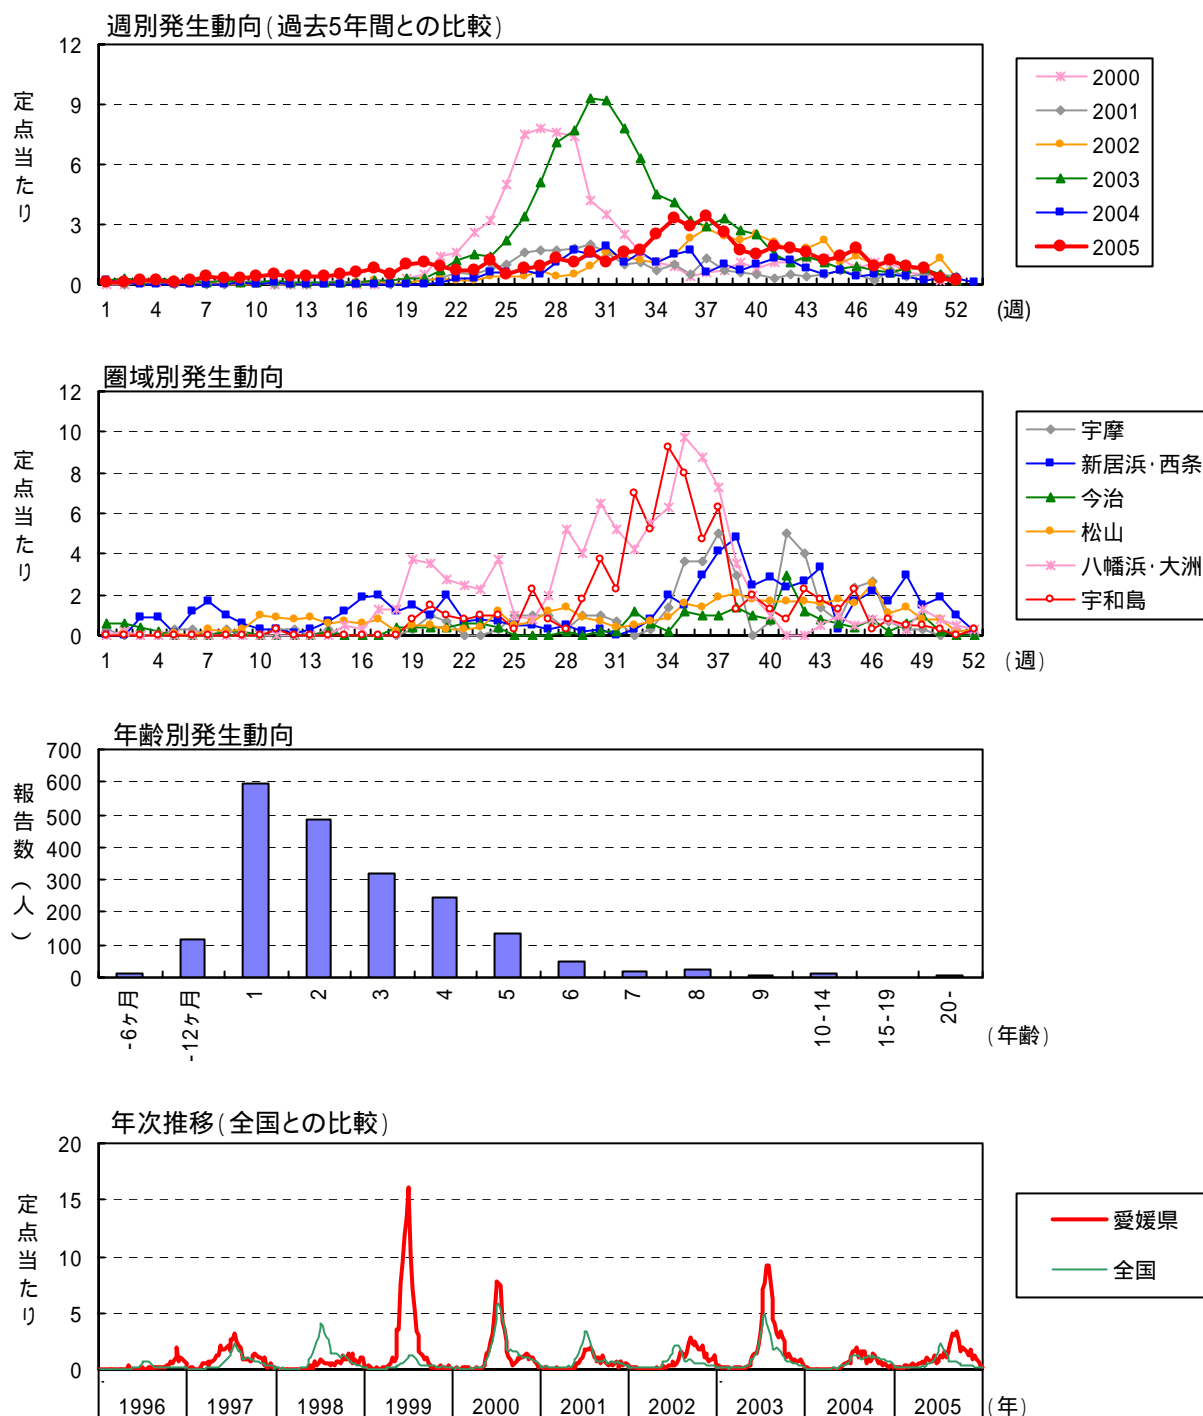 週別発生動向(過去5年間との比較)
12
9
6
3
0
定点当たり
1 4 7 10 13 16 19 22 25 28 31 34 37 40 43 46 49 52 (週)
2000
2001
2002
2003
2004
2005
圏域別発生動向
12
10
8
6
4
2
0
定点当たり
1 4 7 10 13 16 19 22 25 28 31 34 37 40 43 46 49 52 (週)
宇摩
新居浜・西条
今治
松山
八幡浜・大洲
宇和島
年齢別発生動向
700
600
500
400
300
200
100
0
報告数(人)
-6ヶ月 -12ヶ月 1 2 3 4 5 6 7 8 9 10-14 15-19 20- (年齢)
年次推移(全国との比較)
20
15
10
5
0
定点当たり
1996 1997 1998 1999 2000 2001 2002 2003 2004 2005 (年)
愛媛県
全国